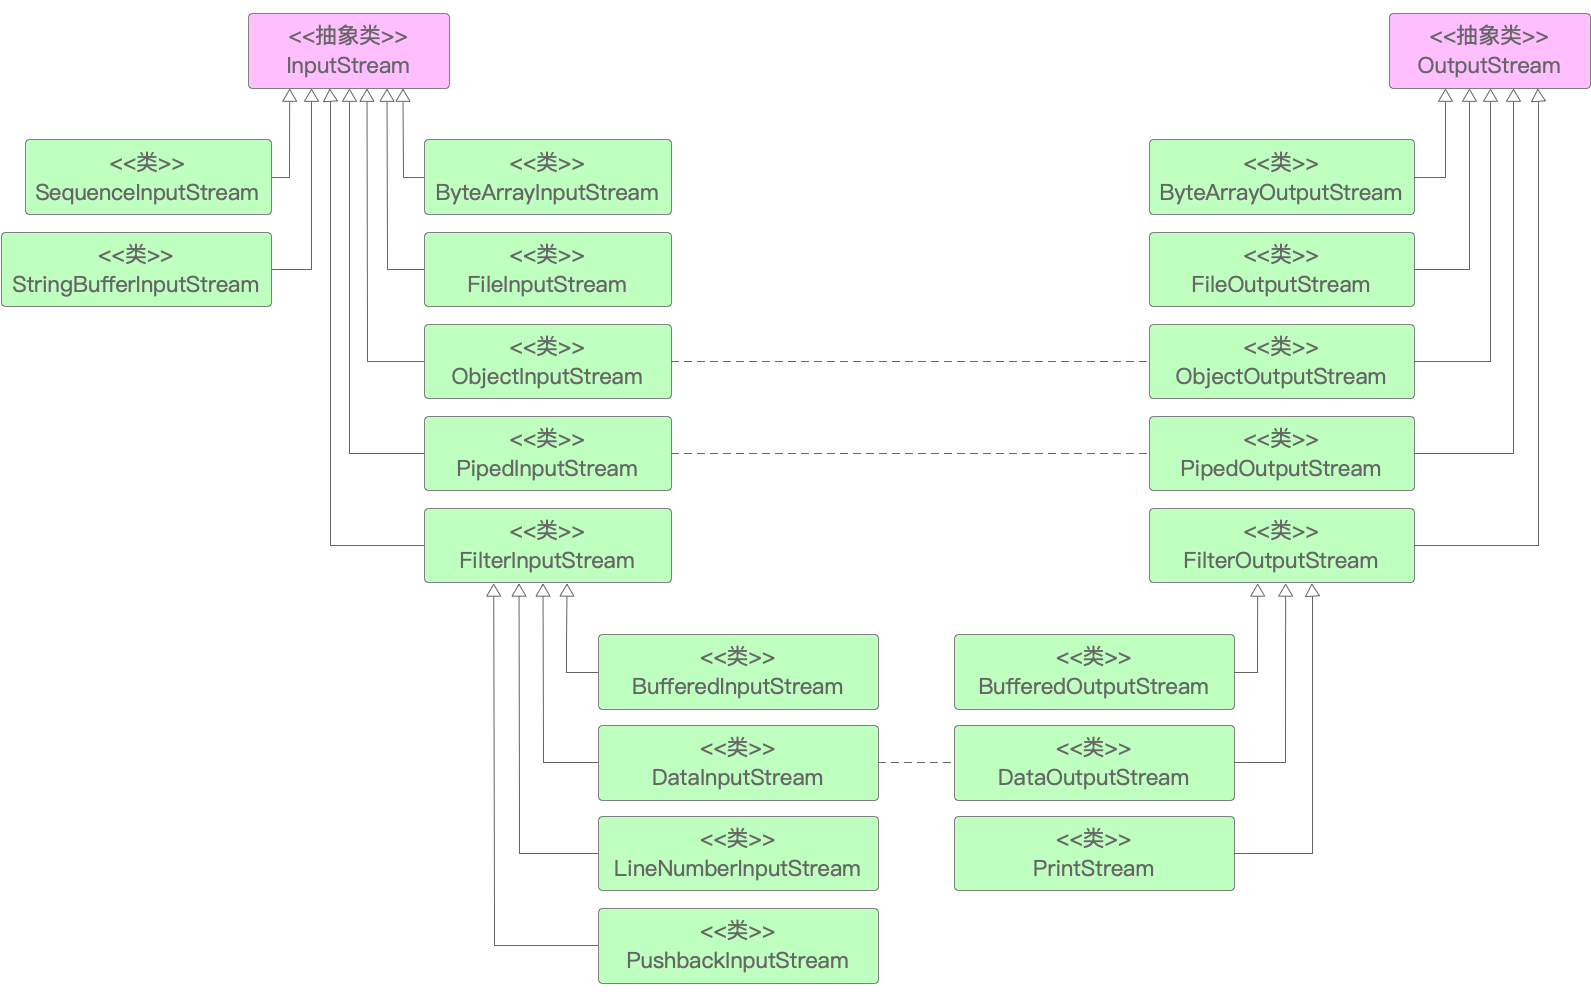 <<抽象类>>
InputStream
<<抽象类>>
OutputStream
<<类>>
SequenceInputStream
<<类>>
ByteArrayInputStream
<<类>>
ByteArrayOutputStream
<<类>>
StringBufferInputStream
<<类>>
FileInputStream
<<类>>
FileOutputStream
<<类>>
ObjectInputStream
<<类>>
ObjectOutputStream
<<类>>
PipedInputStream
<<类>>
PipedOutputStream
<<类>>
FilterInputStream
<<类>>
FilterOutputStream
<<类>>
BufferedInputStream
<<类>>
BufferedOutputStream
<<类>>
DataInputStream
<<类>>
DataOutputStream
<<类>>
LineNumberInputStream
<<类>>
PrintStream
<<类>>
PushbackInputStream